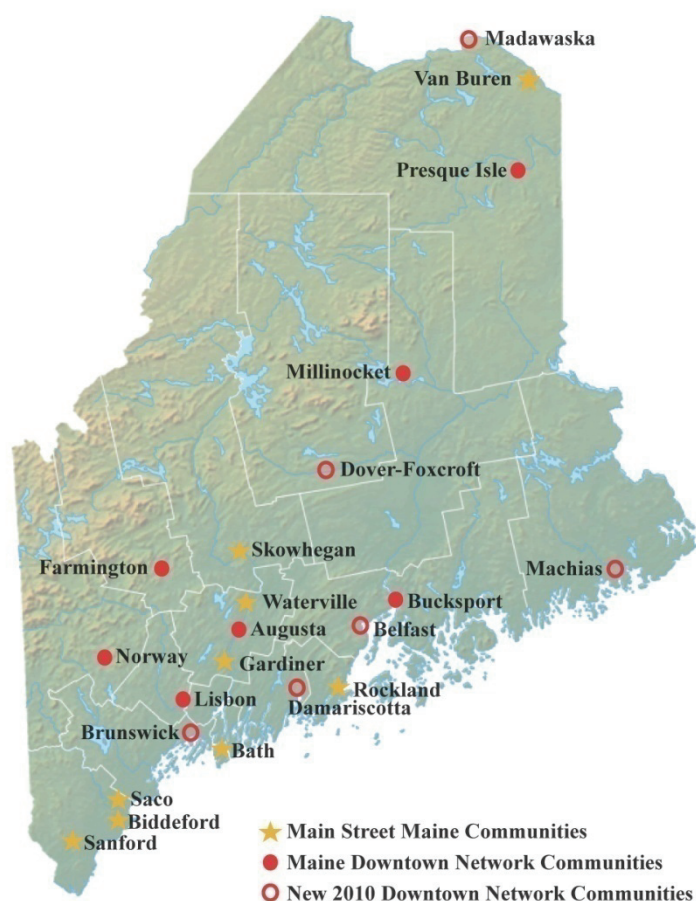 Madawaska
Van Buren
Presque Isle
Millinocket
Dover-Foxcroft
Skowhegan
Farmington
Machias
Waterville
Bucksport
Augusta
Belfast
Norway
Gardiner
Rockland
Lisbon
Damariscotta
Brunswick
Bath
Saco
Biddeford
Sanford
Main Street Maine Communities
Maine Downtown Network Communities
New 2010 Downtown Network Communities